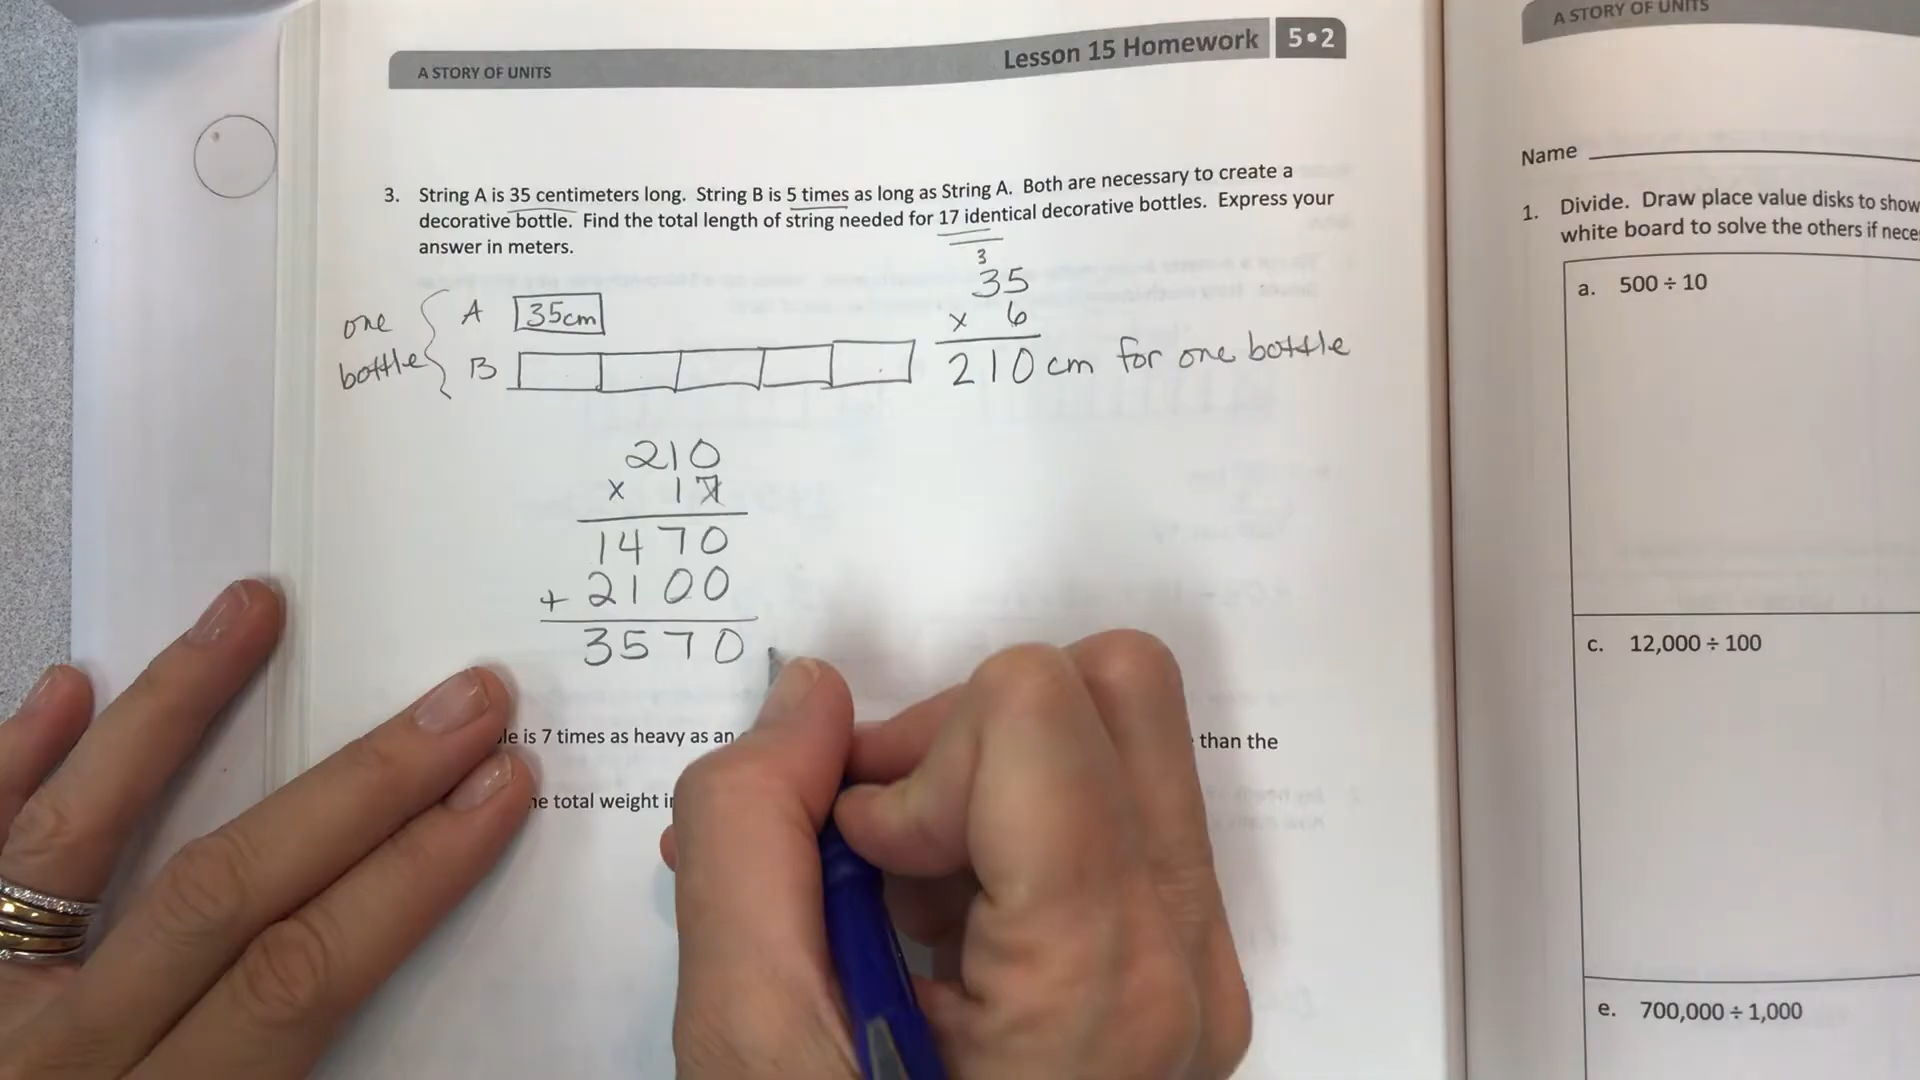 A STORY OF UNITS
Lesson 15 Homework 5•2
3. String A is 35 centimeters long. String B is 5 times as long as String A. Both are necessary to create a
decorative bottle. Find the total length of string needed for 17 identical decorative bottles. Express your
answer in meters.
one
bottle
A 35cm
B
3
35
x 6
210 cm for one bottle
210
x 17
1470
+ 2100
3570
is 7 times as heavy as an
than the
total weight
A STORY OF UNITS
Name
1. Divide. Draw place value disks to show
white board to solve the others if
a. 500 ÷ 10
c. 12,000 ÷ 100
e. 700,000 ÷ 1,000